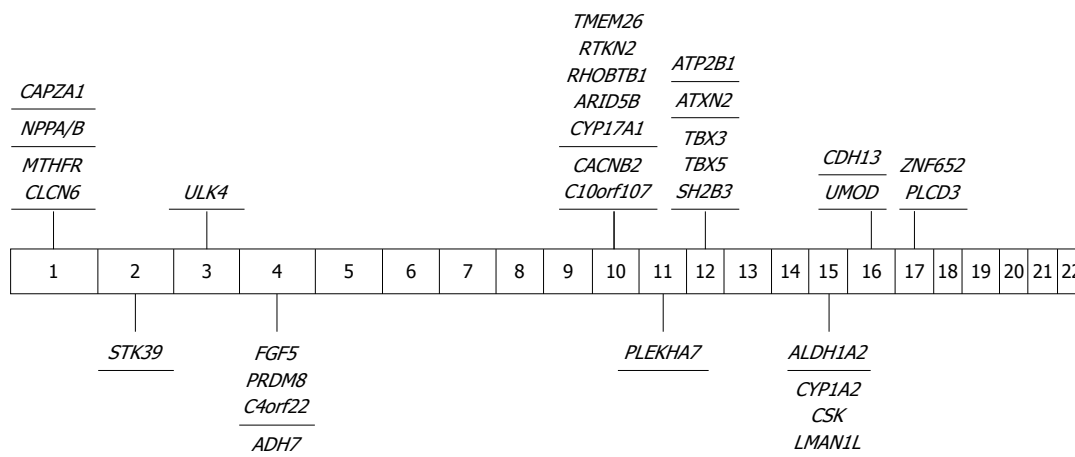 TMEM26
RTKN2
RHOBTB1
ARID5B
CYP17A1
CACNB2
C10orf107
ATP2B1
ATXN2
TBX3
TBX5
SH2B3
CAPZA1
NPPA/B
MTHFR
CLCN6
ULK4
CDH13
UMOD
ZNF652
PLCD3
1 2 3 4 5 6 7 8 9 10 11 12 13 14 15 16 17 18 19 20 21 22
STK39
FGF5
PRDM8
C4orf22
ADH7
PLEKHA7
ALDH1A2
CYP1A2
CSK
LMAN1L